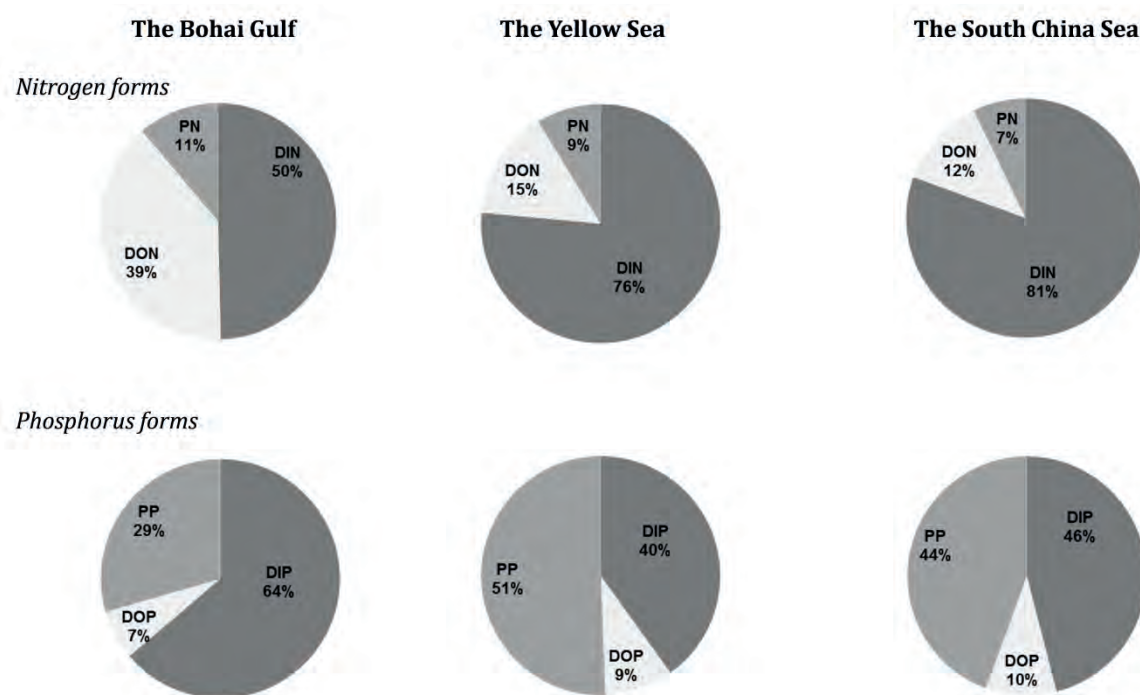 The Bohai Gulf
The Yellow Sea
The South China Sea
Nitrogen forms
PN
11%
DIN
50%
DON
39%
PN
9%
DON
15%
DIN
76%
PN
7%
DON
12%
DIN
81%
Phosphorus forms
PP
29%
DIP
64%
DOP
7%
DIP
40%
PP
51%
DOP
9%
DIP
46%
PP
44%
DOP
10%